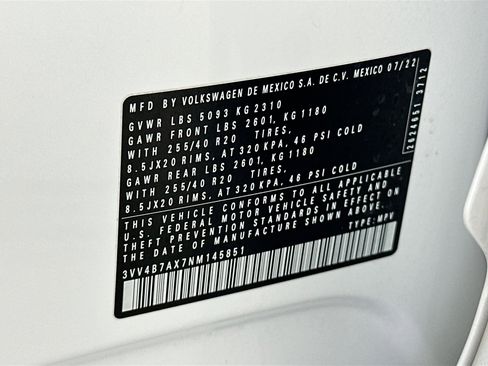 MFD BY VOLKSWAGEN DE MEXICO S.A. DE C.V. MEXICO 07/22
GVWR LBS 5093 KG 2310
GAWR FRONT LBS 2601, KG 1180
WITH 255/40 R20 TIRES,
8.5JX20 RIMS, AT 320 KPA, 46 PSI COLD
GAWR REAR LBS 2601, KG 1180
WITH 255/40 R20 TIRES,
8.5JX20 RIMS, AT 320 KPA, 46 PSI COLD
THIS VEHICLE CONFORMS TO ALL APPLICABLE
U.S. FEDERAL MOTOR VEHICLE SAFETY AND
THEFT PREVENTION STANDARDS IN EFFECT ON
THE DATE OF MANUFACTURE SHOWN ABOVE.
3VV4B7AX7NM145851 TYPE: MPV